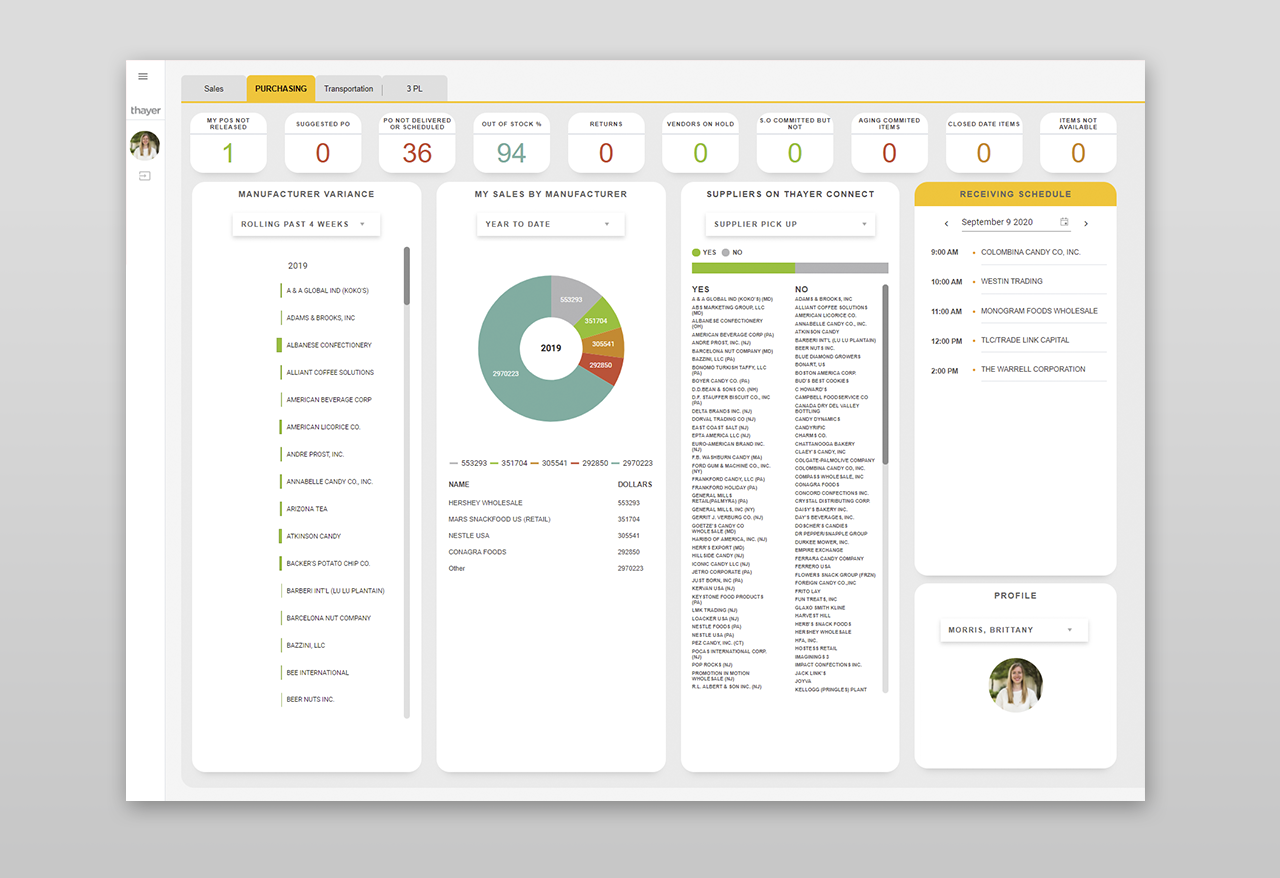 thayer
Sales
PURCHASING
Transportation
3 PL
MY POS NOT
RELEASED
1
SUGGESTED PO
0
PO NOT DELIVERED
OR SCHEDULED
36
OUT OF STOCK %
94
RETURNS
0
VENDORS ON HOLD
0
S.O COMMITTED BUT
NOT
0
AGING COMMITED
ITEMS
0
CLOSED DATE ITEMS
0
ITEMS NOT
AVAILABLE
0
MANUFACTURER VARIANCE
ROLLING PAST 4 WEEKS
2019
A & A GLOBAL IND (KOKO'S)
ADAMS & BROOKS, INC
ALBANESE CONFECTIONERY
ALLIANT COFFEE SOLUTIONS
AMERICAN BEVERAGE CORP
AMERICAN LICORICE CO.
ANDRE PROST, INC.
ANNABELLE CANDY CO., INC.
ARIZONA TEA
ATKINSON CANDY
BACKER'S POTATO CHIP CO.
BARBERI INT'L (LU LU PLANTAIN)
BARCELONA NUT COMPANY
BAZZINI, LLC
BEE INTERNATIONAL
BEER NUTS INC.
MY SALES BY MANUFACTURER
YEAR TO DATE
553293
351704
305541
292850
2970223
2019
553293 351704 305541 292850 2970223
NAME DOLLARS
HERSHEY WHOLESALE 553293
MARS SNACKFOOD US (RETAIL) 351704
NESTLE USA 305541
CONAGRA FOODS 292850
Other 2970223
SUPPLIERS ON THAYER CONNECT
SUPPLIER PICK UP
YES NO
YES
A & A GLOBAL IND (KOKO'S) (MD)
ABS MARKETING GROUP, LLC
(MD)
ALBANESE CONFECTIONERY
(OH)
AMERICAN BEVERAGE CORP (PA)
ANDRE PROST, INC. (NJ)
BARCELONA NUT COMPANY (MD)
BAZZINI, LLC (PA)
BONOMO TURKISH TAFFY, LLC
(PA)
BOYER CANDY CO. (PA)
D.D.BEAN & SONS CO. (NH)
D.F. STAUFFER BISCUIT CO., INC
(PA)
DELTA BRANDS INC. (NJ)
DORVAL TRADING CO (NJ)
EAST COAST SALT (NJ)
EPTA AMERICA LLC (NJ)
EURO-AMERICAN BRAND INC.
(NJ)
F.B. WASHBURN CANDY (MA)
FORD GUM & MACHINE CO., INC.
(NY)
FRANKFORD CANDY, LLC (PA)
FRANKFORD HOLIDAY (PA)
GENERAL MILLS
RETAIL(PALMYRA) (PA)
GENERAL MILLS, INC (NY)
GERRIT J. VERBURG CO. (NJ)
GOETZE'S CANDY CO
WHOLESALE (MD)
HARIBO OF AMERICA, INC. (NJ)
HERR'S EXPORT (MD)
HILLSIDE CANDY (NJ)
ICONIC CANDY LLC (NJ)
JETRO CORPORATE (PA)
JUST BORN, INC (PA)
KERVAN USA (NJ)
KEYSTONE FOOD PRODUCTS
(PA)
LMK TRADING (NJ)
LOACKER USA (NJ)
NESTLE FOODS (PA)
NESTLE USA (PA)
PEZ CANDY, INC. (CT)
POCAS INTERNATIONAL CORP.
(NJ)
POP ROCKS (NJ)
PROMOTION IN MOTION
WHOLESALE (NJ)
R.L. ALBERT & SON INC. (NJ)
NO
ADAMS & BROOKS, INC
ALLIANT COFFEE SOLUTIONS
AMERICAN LICORICE CO.
ANNABELLE CANDY CO., INC.
ATKINSON CANDY
BARBERI INT'L (LU LU PLANTAIN)
BEER NUTS INC.
BLUE DIAMOND GROWERS
BONART, US
BOSTON AMERICA CORP.
BUD'S BEST COOKIES
C HOWARD'S
CAMPBELL FOODSERVICE CO
CANADA DRY DEL VALLEY
BOTTLING
CANDY DYNAMICS
CANDYRIFIC
CHARMS CO.
CHATTANOOGA BAKERY
CLAEY'S CANDY, INC
COLGATE-PALMOLIVE COMPANY
COLOMBINA CANDY CO, INC.
COMPASS WHOLESALE, INC
CONAGRA FOODS
CONCORD CONFECTIONS INC.
CRYSTAL DISTRIBUTING CORP.
DAISY'S BAKERY INC.
DAY'S BEVERAGES, INC.
DOSCHER'S CANDIES
DR PEPPER/SNAPPLE GROUP
DURKEE MOWER, INC.
EMPIRE EXCHANGE
FERRARA CANDY COMPANY
FERRERO USA
FLOWERS SNACK GROUP (FRZN)
FOREIGN CANDY CO.,INC
FRITO LAY
FUN TREATS, INC
GLAXO SMITH KLINE
HARVEST HILL
HERB'S SNACK FOODS
HERSHEY WHOLESALE
HFA, INC.
HOSTESS RETAIL
IMAGININGS 3
IMPACT CONFECTIONS INC.
JACK LINK'S
JOYVA
KELLOGG (PRINGLES) PLANT
RECEIVING SCHEDULE
September 9 2020
9:00 AM COLOMBINA CANDY CO, INC.
10:00 AM WESTIN TRADING
11:00 AM MONOGRAM FOODS WHOLESALE
12:00 PM TLC/TRADE LINK CAPITAL
2:00 PM THE WARRELL CORPORATION
PROFILE
MORRIS, BRITTANY